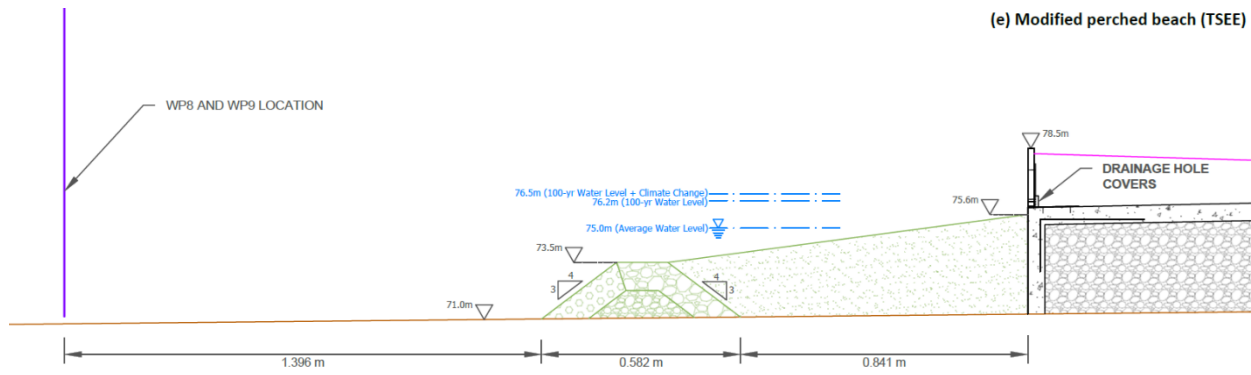 (e) Modified perched beach (TSEE)
WP8 AND WP9 LOCATION
78.5m
DRAINAGE HOLE
COVERS
76.5m (100-yr Water Level + Climate Change)
76.2m (100-yr Water Level)
75.6m
75.0m (Average Water Level)
73.5m
4
3
4
3
71.0m
1.396 m
0.582 m
0.841 m